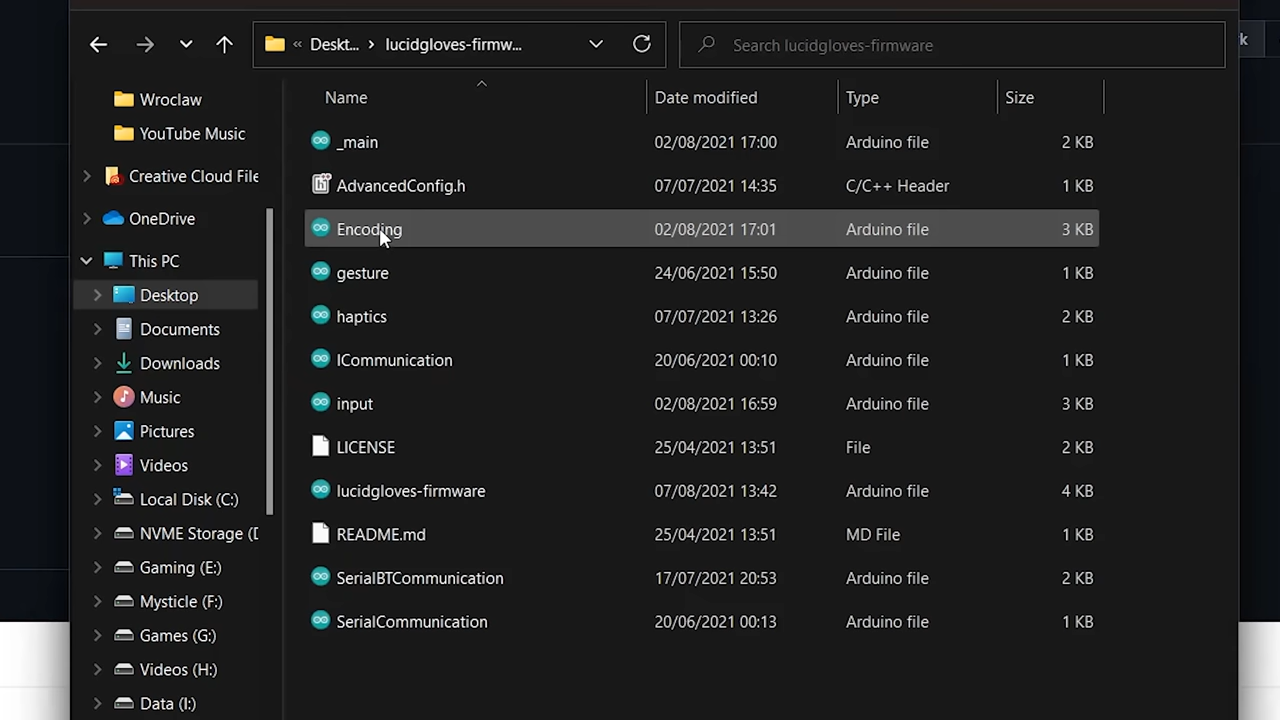 « Deskt... > lucidgloves-firmw...
Search lucidgloves-firmware
k
Name Date modified Type Size
Wroclaw
YouTube Music
Creative Cloud File
OneDrive
This PC
Desktop
Documents
Downloads
Music
Pictures
Videos
Local Disk (C:)
NVME Storage (D
Gaming (E:)
Mysticle (F:)
Games (G:)
Videos (H:)
Data (I:)
_main 02/08/2021 17:00 Arduino file 2 KB
AdvancedConfig.h 07/07/2021 14:35 C/C++ Header 1 KB
Encoding 02/08/2021 17:01 Arduino file 3 KB
gesture 24/06/2021 15:50 Arduino file 1 KB
haptics 07/07/2021 13:26 Arduino file 2 KB
ICommunication 20/06/2021 00:10 Arduino file 1 KB
input 02/08/2021 16:59 Arduino file 3 KB
LICENSE 25/04/2021 13:51 File 2 KB
lucidgloves-firmware 07/08/2021 13:42 Arduino file 4 KB
README.md 25/04/2021 13:51 MD File 1 KB
SerialBTCommunication 17/07/2021 20:53 Arduino file 2 KB
SerialCommunication 20/06/2021 00:13 Arduino file 1 KB